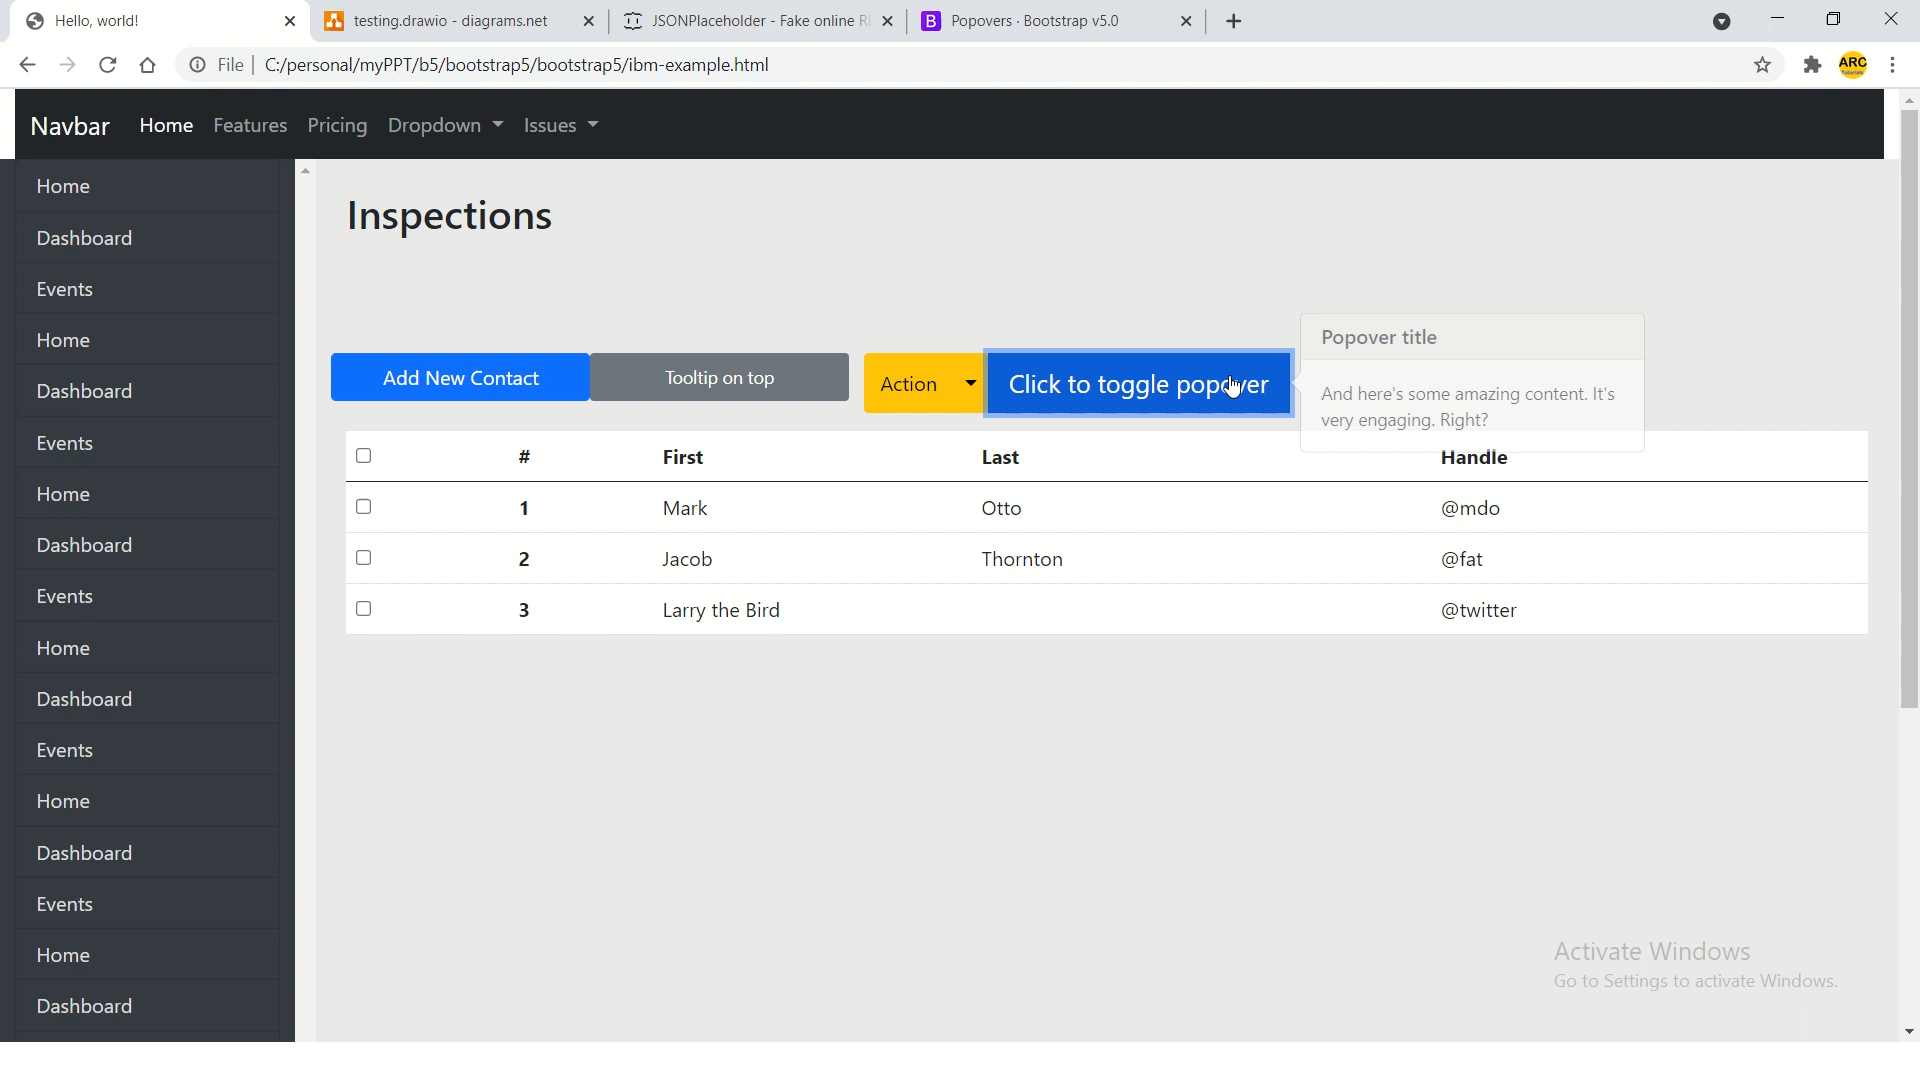 Hello, world!
testing.drawio - diagrams.net
JSONPlaceholder - Fake online R
Popovers · Bootstrap v5.0
File
C:/personal/myPPT/b5/bootstrap5/bootstrap5/ibm-example.html
ARC
Tutorials
Navbar Home Features Pricing Dropdown Issues
Home
Dashboard
Events
Home
Dashboard
Events
Home
Dashboard
Events
Home
Dashboard
Events
Home
Dashboard
Events
Home
Dashboard
Inspections
Add New Contact
Tooltip on top
Action
Click to toggle popover
Popover title
And here's some amazing content. It's
very engaging. Right?
# First Last Handle
1 Mark Otto @mdo
2 Jacob Thornton @fat
3 Larry the Bird @twitter
Activate Windows
Go to Settings to activate Windows.